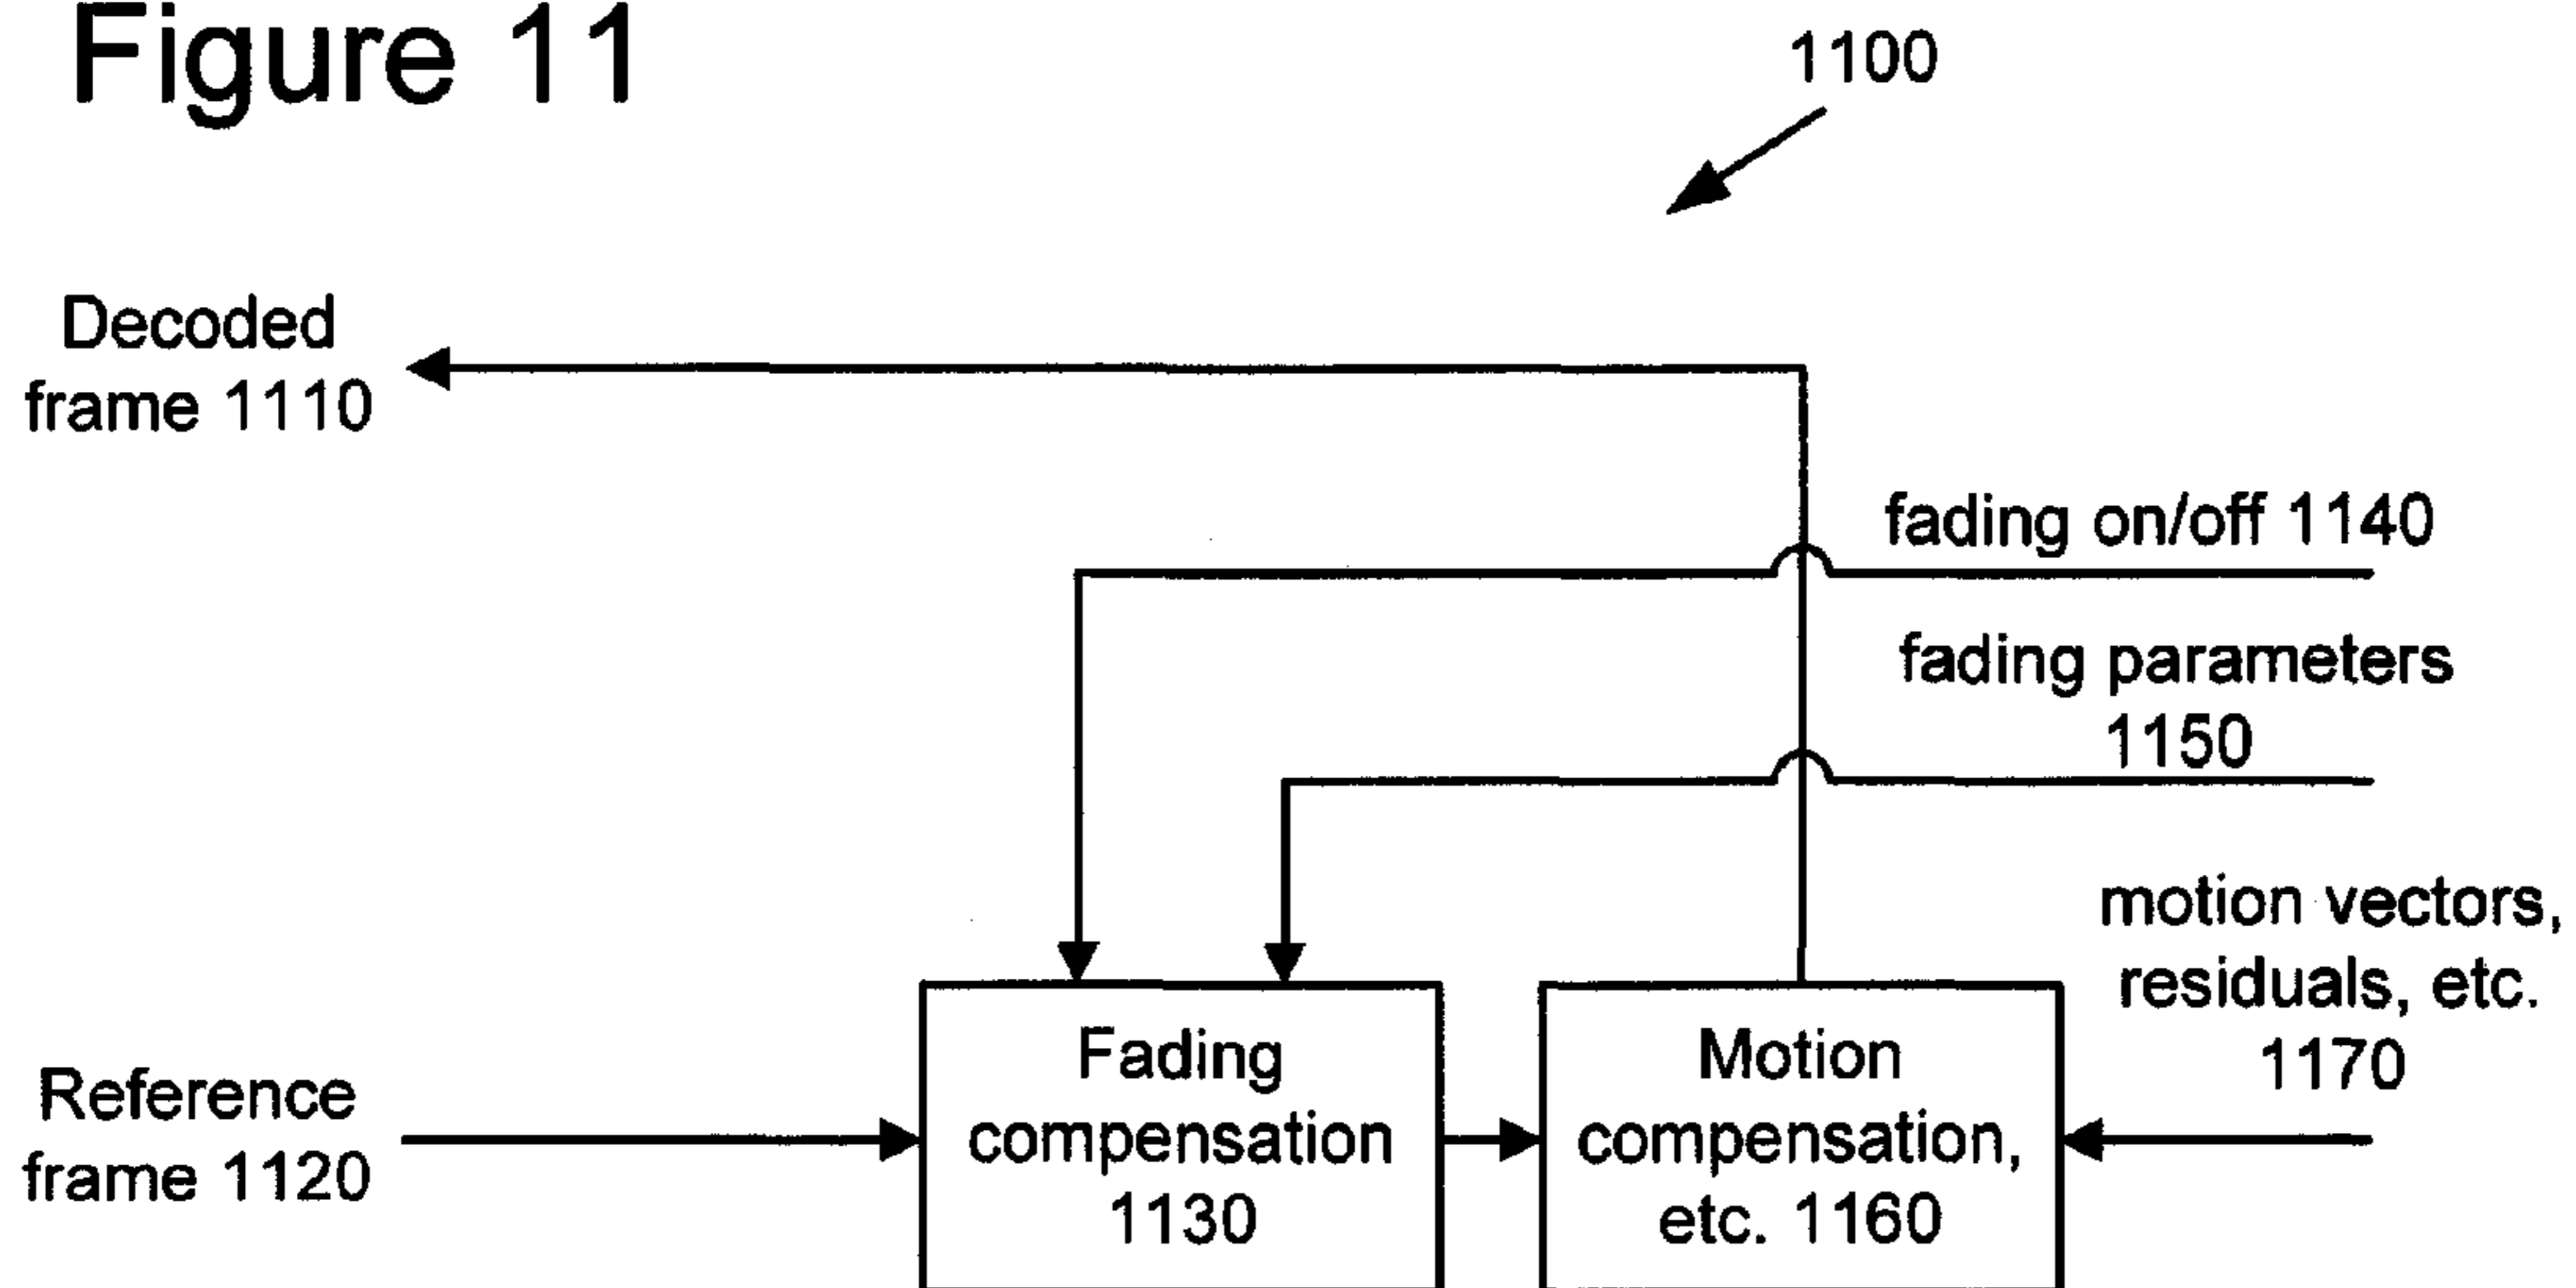 Figure 11
1100
Decoded
frame 1110
fading on/off 1140
fading parameters
1150
motion vectors,
residuals, etc.
1170
Reference
frame 1120
Fading
compensation
1130
Motion
compensation,
etc. 1160